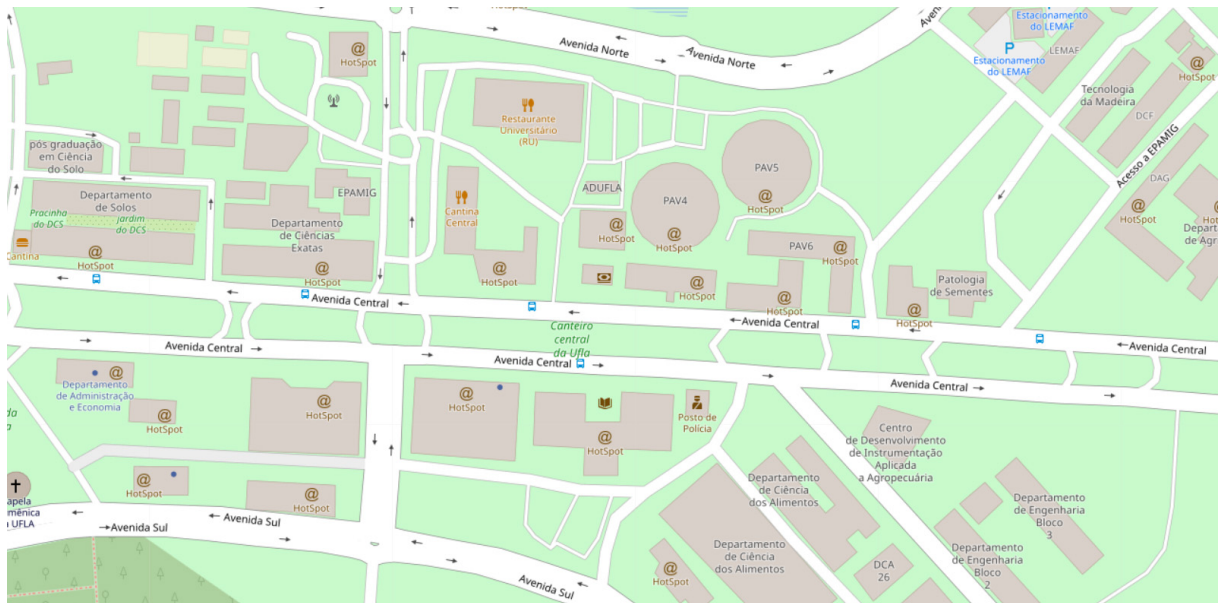 HotSpot
Avenida Norte
Avenida Norte
Estacionamento
do LEMAF
P
Estacionamento
do LEMAF
LEMAF
HotSpot
HotSpot
Tecnologia
da Madeira
DCF
Acesso a EPAMIG
Restaurante
Universitário
(RU)
pós graduação
em Ciência
do Solo
PAV5
HotSpot
DAG
HotSpot
Departamento
de Solos
Pracinha
do DCS
jardim
do DCS
EPAMIG
ADUFLA
PAV4
HotSpot
Cantina
Central
HotSpot
Departamento
de Ciências
Exatas
PAV6
HotSpot
Cantina
HotSpot
HotSpot
HotSpot
HotSpot
HotSpot
HotSpot
Patologia
de Sementes
Avenida Central
Avenida Central
Avenida Central
Canteiro
central
da Ufla
Avenida Central
Avenida Central
Avenida Central
Departamento
de Administração
e Economia
HotSpot
HotSpot
HotSpot
HotSpot
Posto de
Polícia
Centro
de Desenvolvimento
de Instrumentação
Aplicada
a Agropecuária
HotSpot
HotSpot
UFLA
Avenida Sul
Avenida Sul
Avenida Sul
Departamento
de Ciência
dos Alimentos
Departamento
de Ciência
dos Alimentos
HotSpot
DCA
26
Departamento
de Engenharia
Bloco
3
Departamento
de Engenharia
Bloco
2